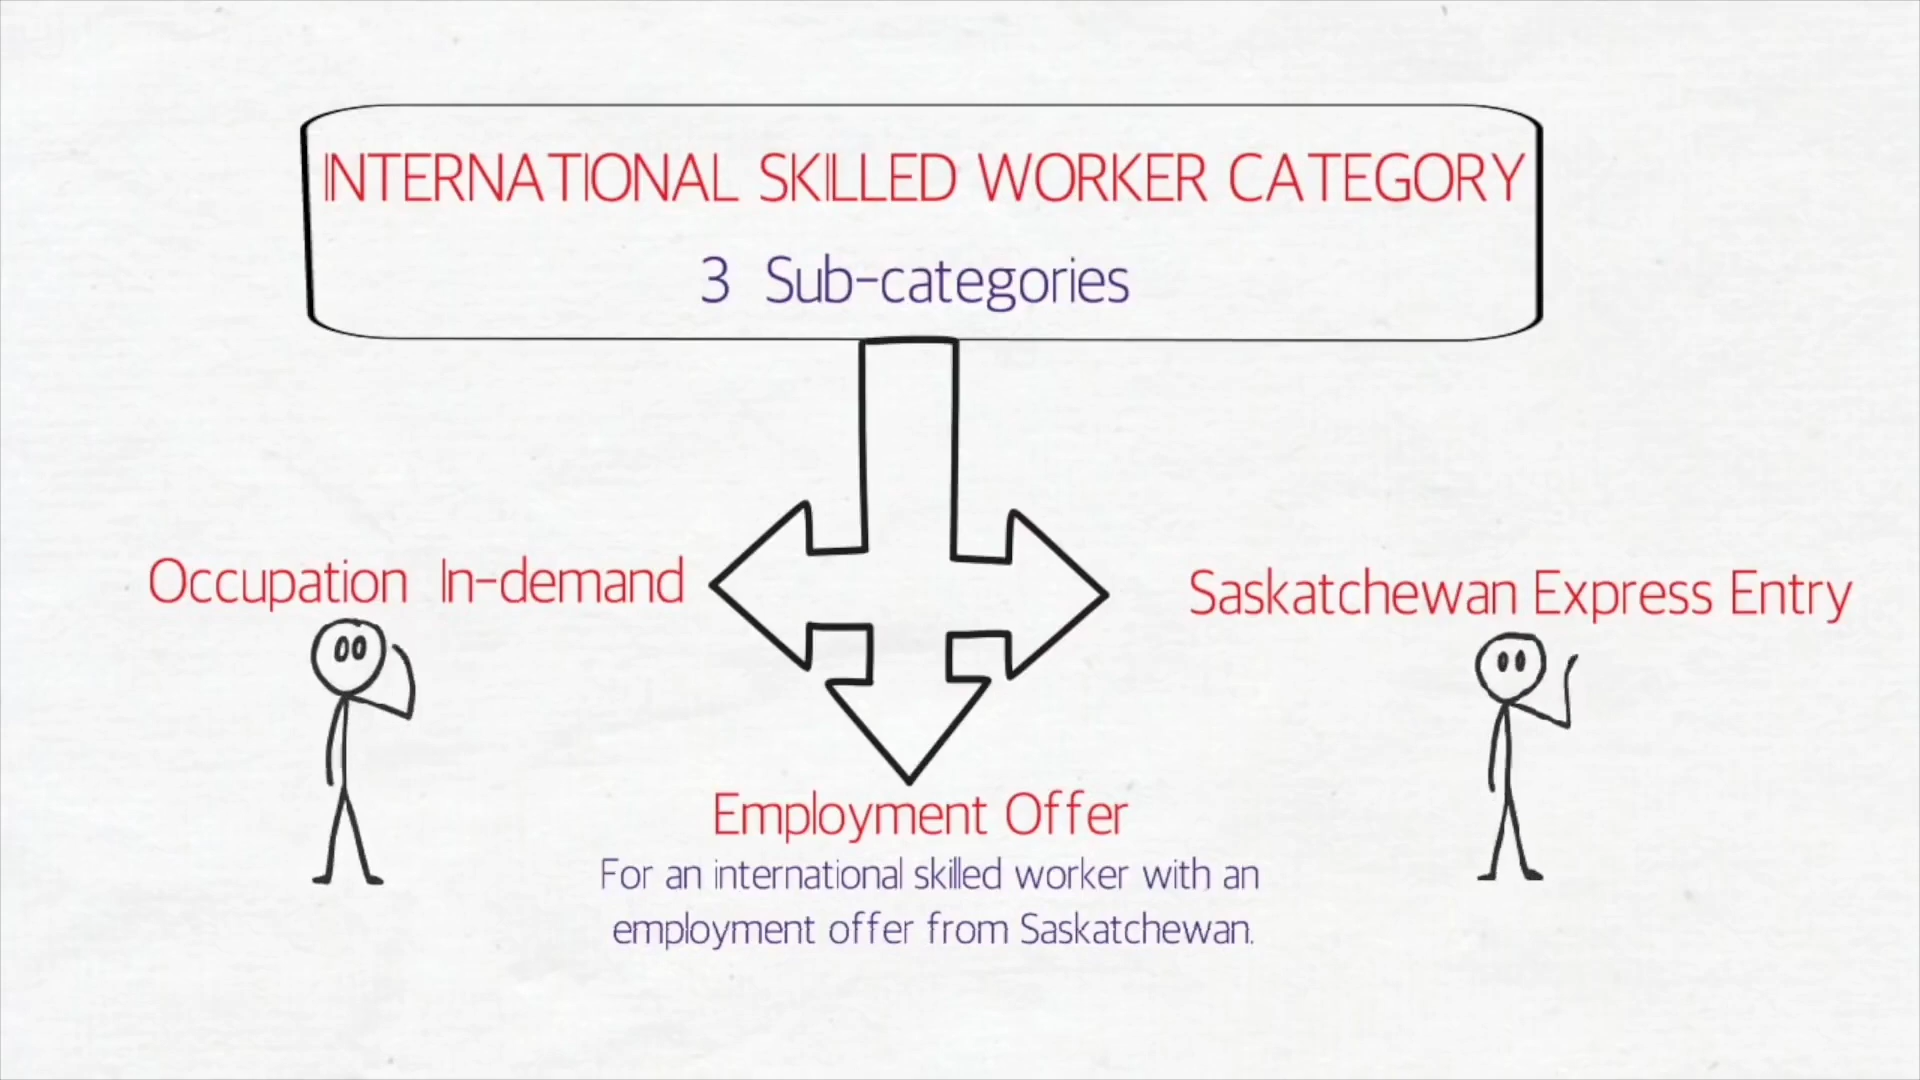 INTERNATIONAL SKILLED WORKER CATEGORY
3 Sub-categories
Occupation In-demand
Saskatchewan Express Entry
Employment Offer
For an international skilled worker with an
employment offer from Saskatchewan.